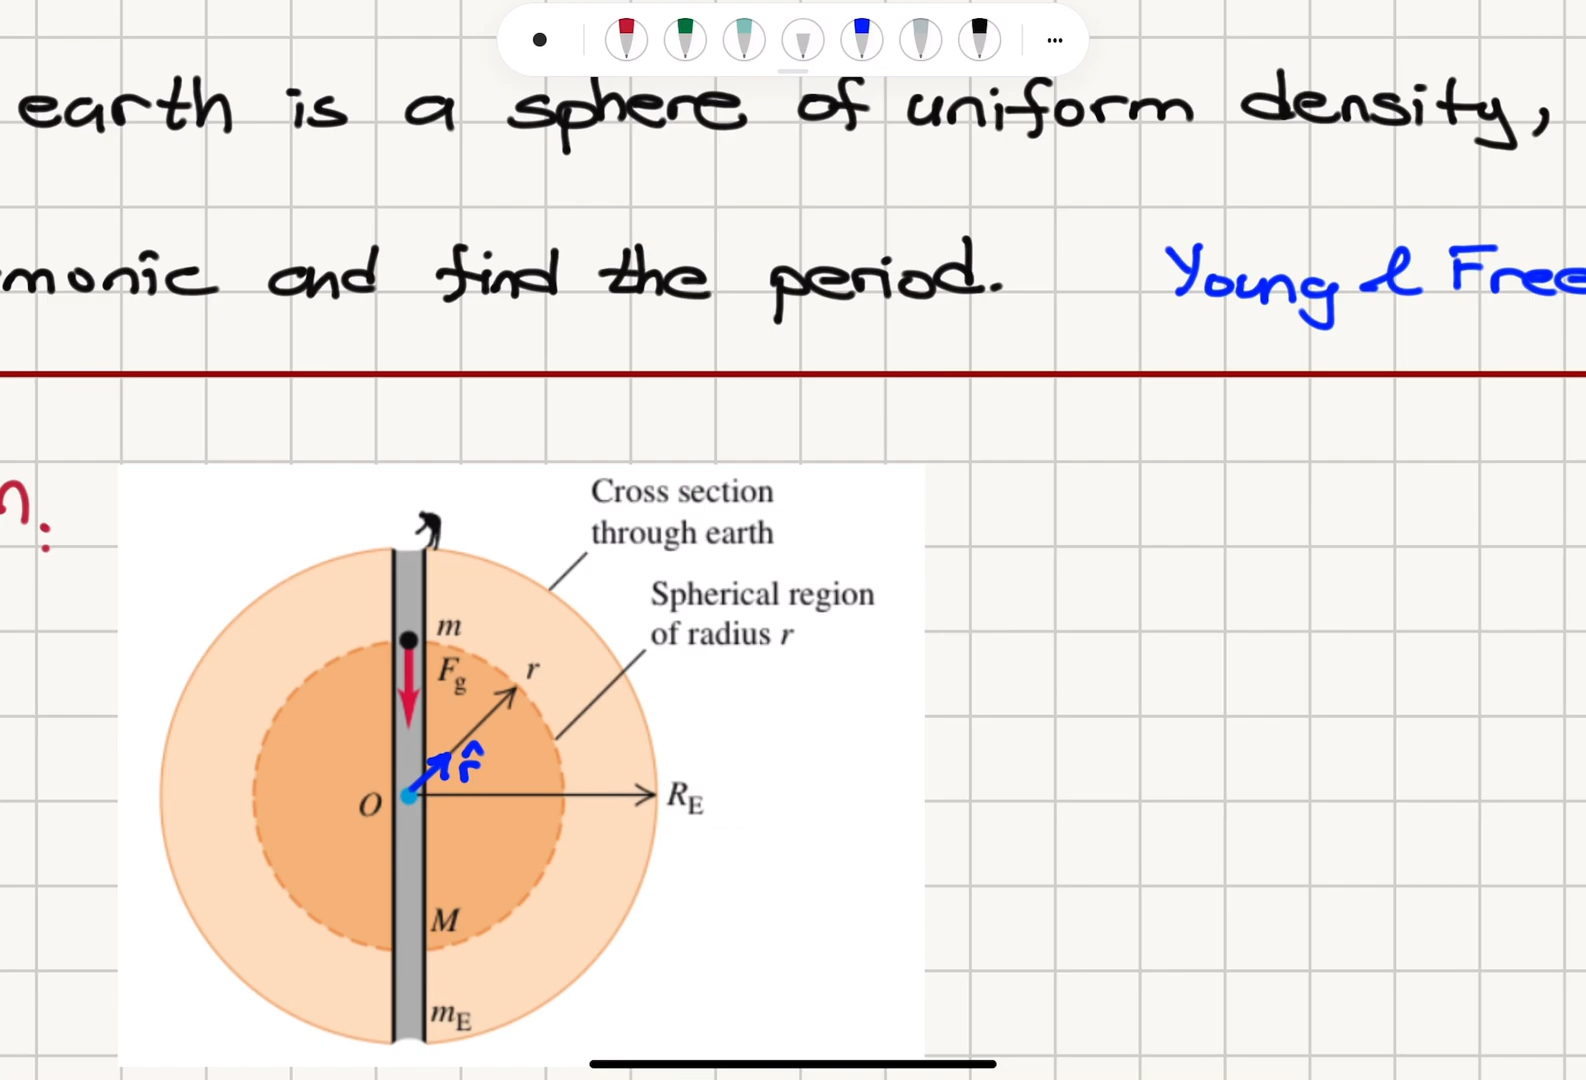 earth is a sphere of uniform density,
monic and find the period. Young & Free
n:
Cross section
through earth
Spherical region
of radius r
m
F_g
r
r̂
O
R_E
M
m_E